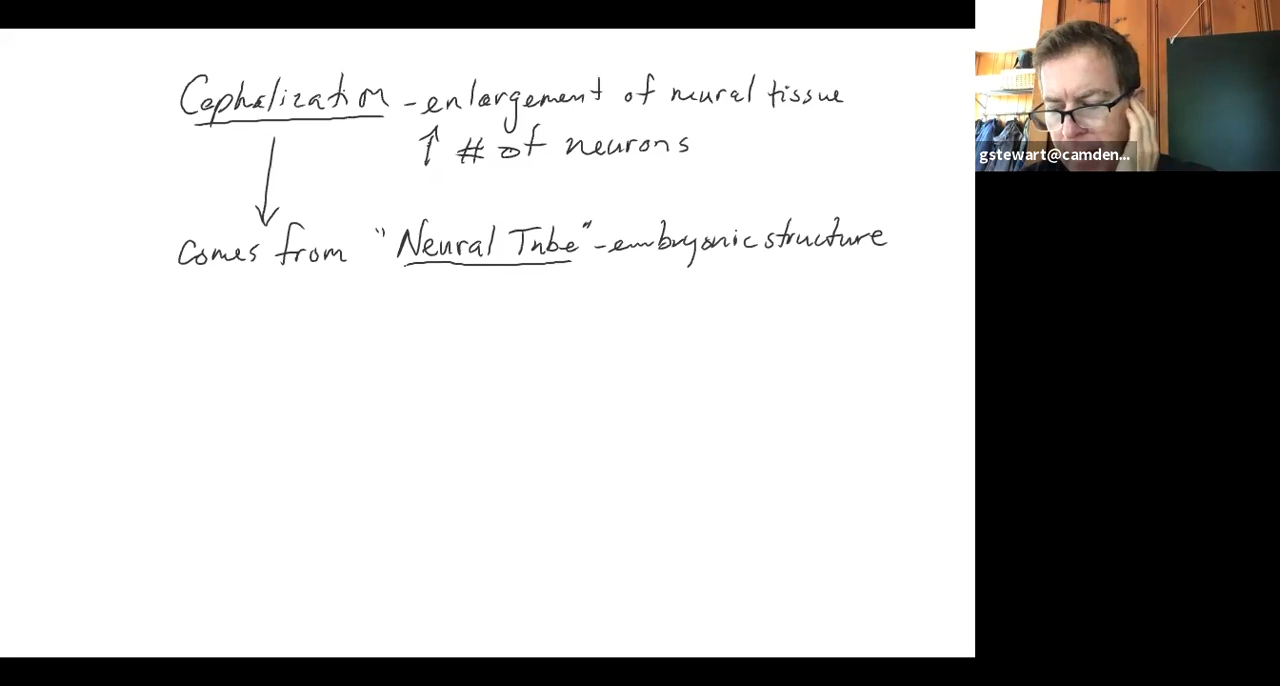 Cephalization - enlargement of neural tissue
↑ # of neurons
Comes from "Neural Tube" - embryonic structure
gstewart@camden...